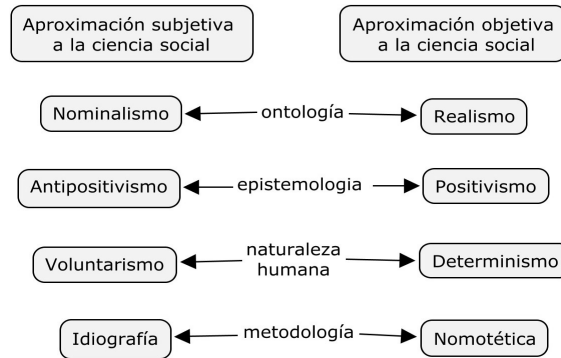 Aproximación subjetiva
a la ciencia social
Aproximación objetiva
a la ciencia social
Nominalismo
ontología
Realismo
Antipositivismo
epistemologia
Positivismo
Voluntarismo
naturaleza
humana
Determinismo
Idiografía
metodología
Nomotética